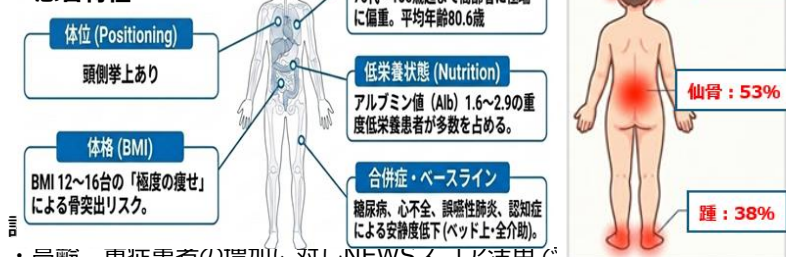 に偏重。平均年齢80.6歳
体位 (Positioning)
頭側挙上あり
低栄養状態 (Nutrition)
アルブミン値（Alb）1.6〜2.9の重
度低栄養患者が多数を占める。
仙骨：53%
体格 (BMI)
BMI 12〜16台の「極度の痩せ」
による骨突出リスク。
合併症・ベースライン
糖尿病、心不全、誤嚥性肺炎、認知症
による安静度低下 (ベッド上・全介助)。
踵：38%